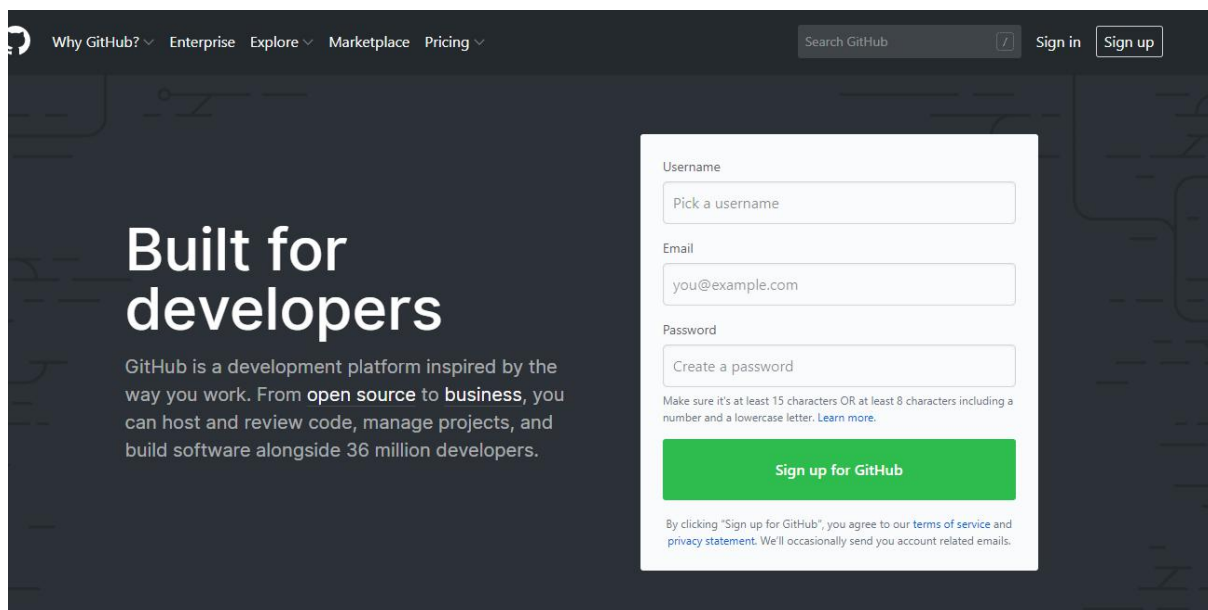 Why GitHub? Enterprise Explore Marketplace Pricing
Search GitHub /
Sign in Sign up
Built for
developers
GitHub is a development platform inspired by the
way you work. From open source to business, you
can host and review code, manage projects, and
build software alongside 36 million developers.
Username
Pick a username
Email
you@example.com
Password
Create a password
Make sure it's at least 15 characters OR at least 8 characters including a
number and a lowercase letter. Learn more.
Sign up for GitHub
By clicking “Sign up for GitHub”, you agree to our terms of service and
privacy statement. We’ll occasionally send you account related emails.